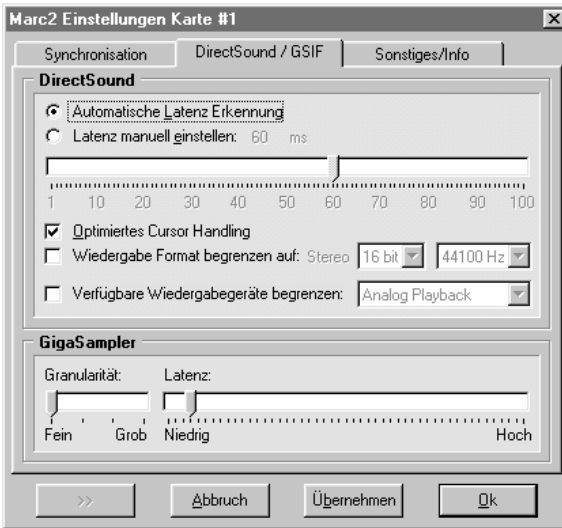 Marc2 Einstellungen Karte #1
Synchronisation DirectSound / GSIF Sonstiges/Info
DirectSound
Automatische Latenz Erkennung
Latenz manuell einstellen: 60 ms
1 10 20 30 40 50 60 70 80 90 100
Optimiertes Cursor Handling
Wiedergabe Format begrenzen auf: Stereo 16 bit 44100 Hz
Verfügbare Wiedergabegeräte begrenzen: Analog Playback
GigaSampler
Granularität: Latenz:
Fein Grob Niedrig Hoch
>> Abbruch Übernehmen Ok